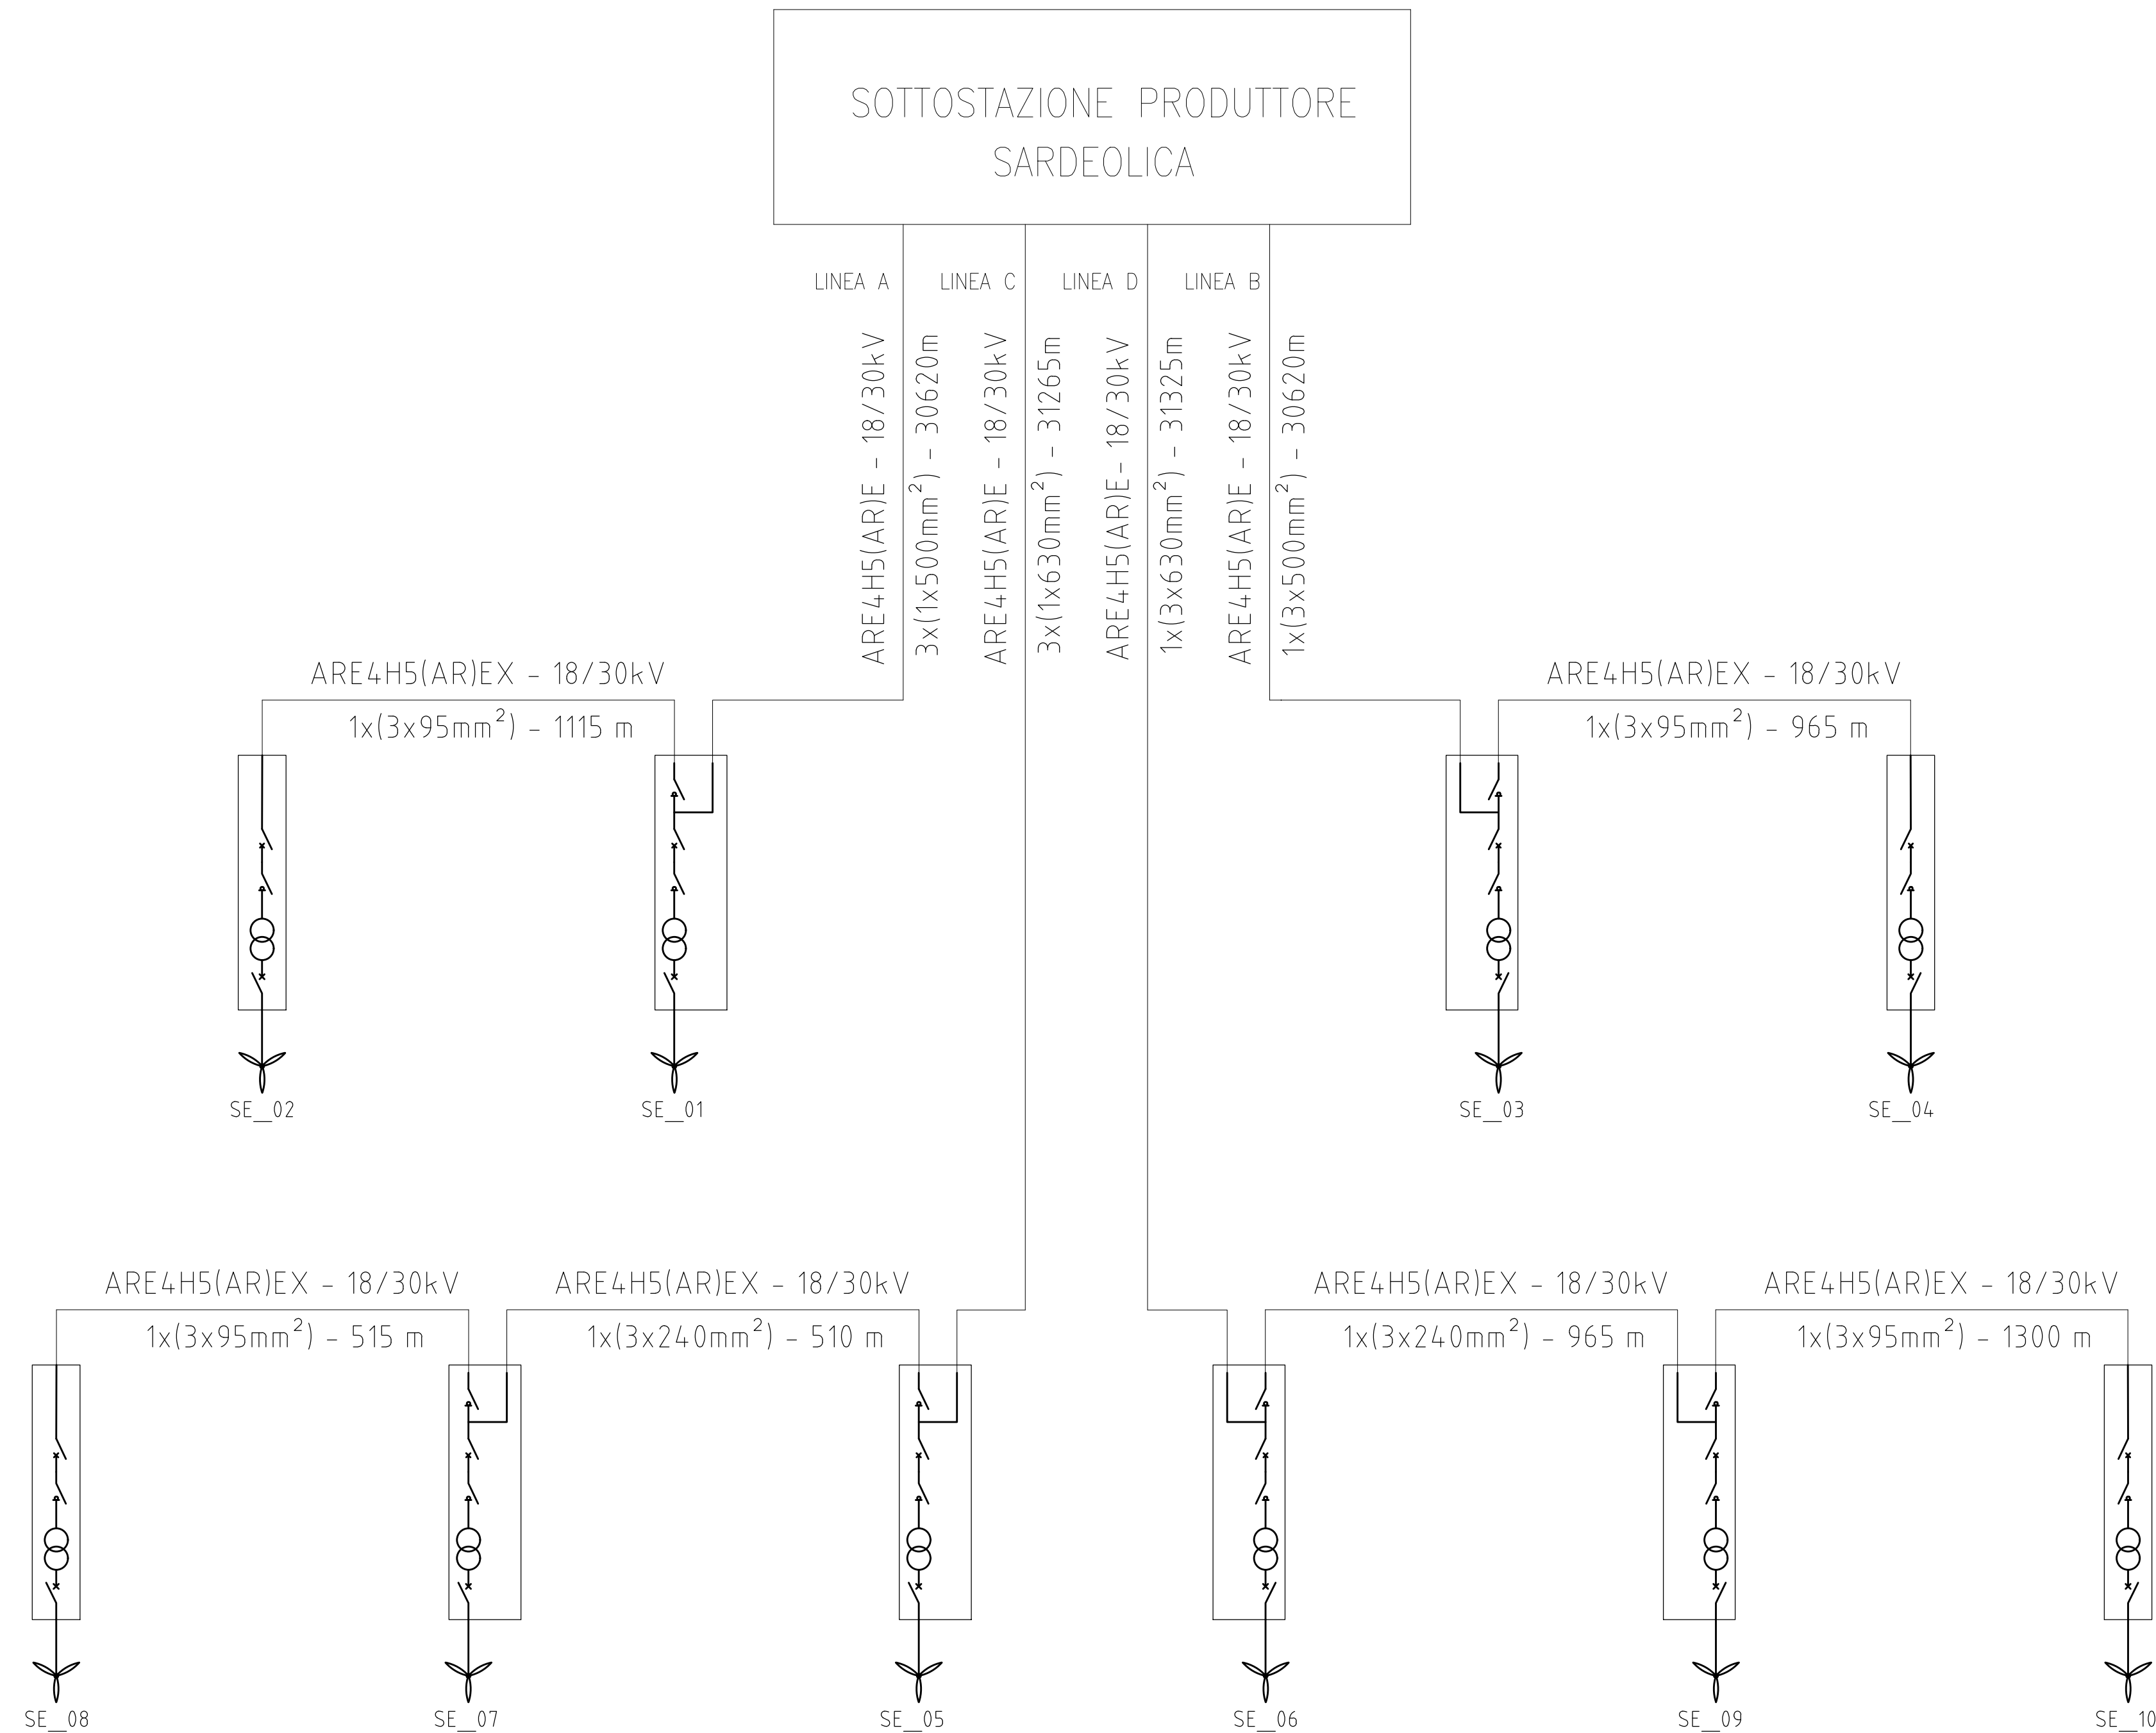 SOTTOSTAZIONE PRODUTTORE
SARDEOLICA
LINEA A
LINEA C
LINEA D
LINEA B
ARE4H5(AR)E - 18/30kV
3x(1x500mm²) - 30620m
ARE4H5(AR)E - 18/30kV
3x(1x630mm²) - 31265m
ARE4H5(AR)E- 18/30kV
1x(3x630mm²) - 31325m
ARE4H5(AR)E - 18/30kV
1x(3x500mm²) - 30620m
ARE4H5(AR)EX - 18/30kV
1x(3x95mm²) - 1115 m
ARE4H5(AR)EX - 18/30kV
1x(3x95mm²) - 965 m
SE_02
SE_01
SE_03
SE_04
ARE4H5(AR)EX - 18/30kV
1x(3x95mm²) - 515 m
ARE4H5(AR)EX - 18/30kV
1x(3x240mm²) - 510 m
ARE4H5(AR)EX - 18/30kV
1x(3x240mm²) - 965 m
ARE4H5(AR)EX - 18/30kV
1x(3x95mm²) - 1300 m
SE_08
SE_07
SE_05
SE_06
SE_09
SE_10